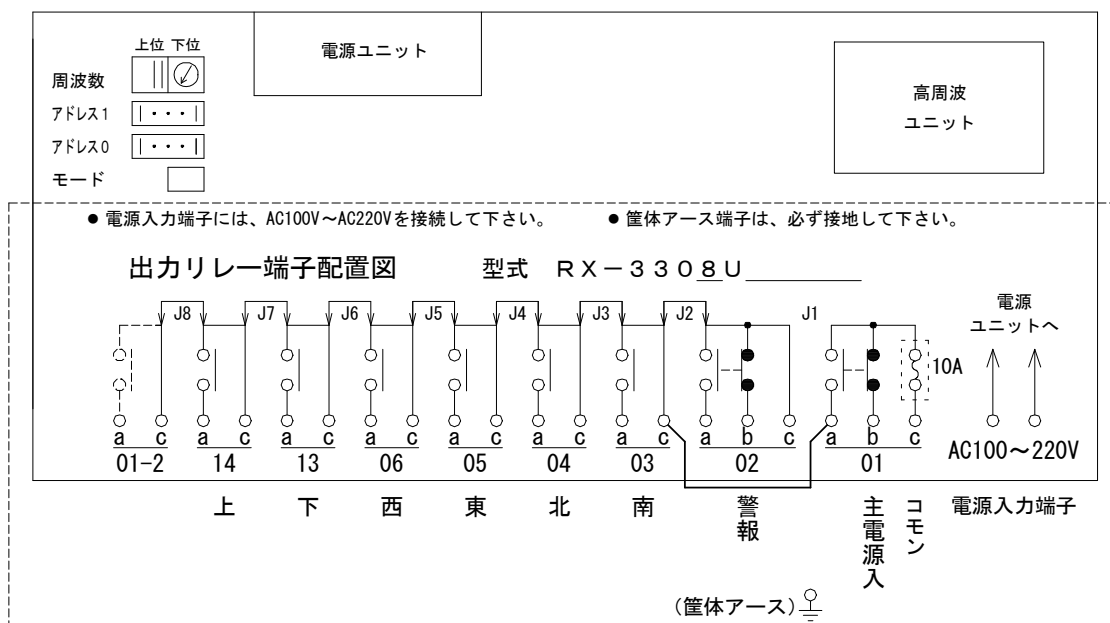 上位 下位
周波数
アドレス1
アドレス0
モード
電源ユニット
高周波
ユニット
● 電源入力端子には、AC100V～AC220Vを接続して下さい。
● 筐体アース端子は、必ず接地して下さい。
出力リレー端子配置図
型式 RX－3308U
電源
ユニットへ
J8 J7 J6 J5 J4 J3 J2 J1
10A
a c a c a c a c a c a c a c a b c a b c
01-2 14 13 06 05 04 03 02 01
AC100～220V
上 下 西 東 北 南
警報
主電源入
コモン
電源入力端子
(筐体アース)